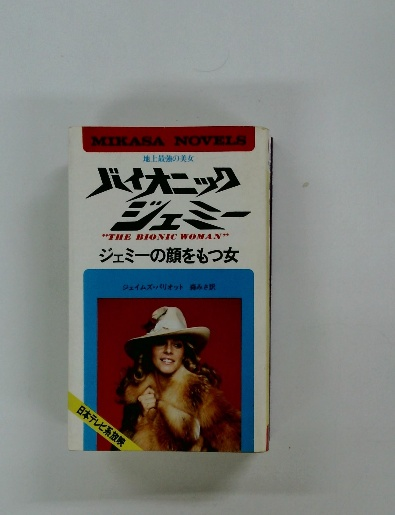 MIKASA NOVELS
地上最強の美女
バイオニック
ジェミー
"THE BIONIC WOMAN"
ジェミーの顔をもつ女
ジェイムズ・パリオット
日本テレビ系放映